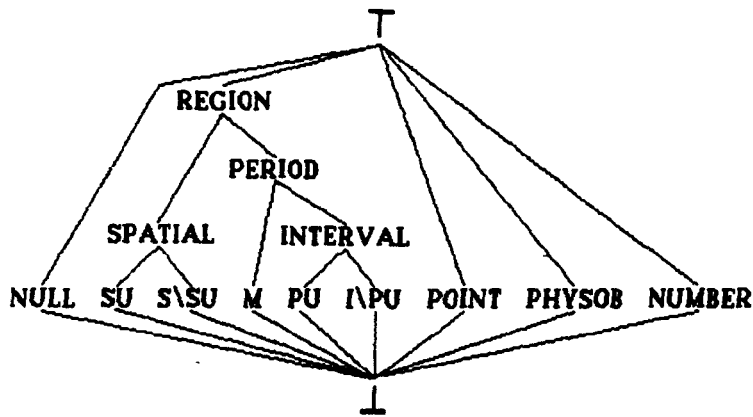 ⊤
REGION
PERIOD
SPATIAL INTERVAL
NULL SU S\SU M PU I\PU POINT PHYSOB NUMBER
⊥